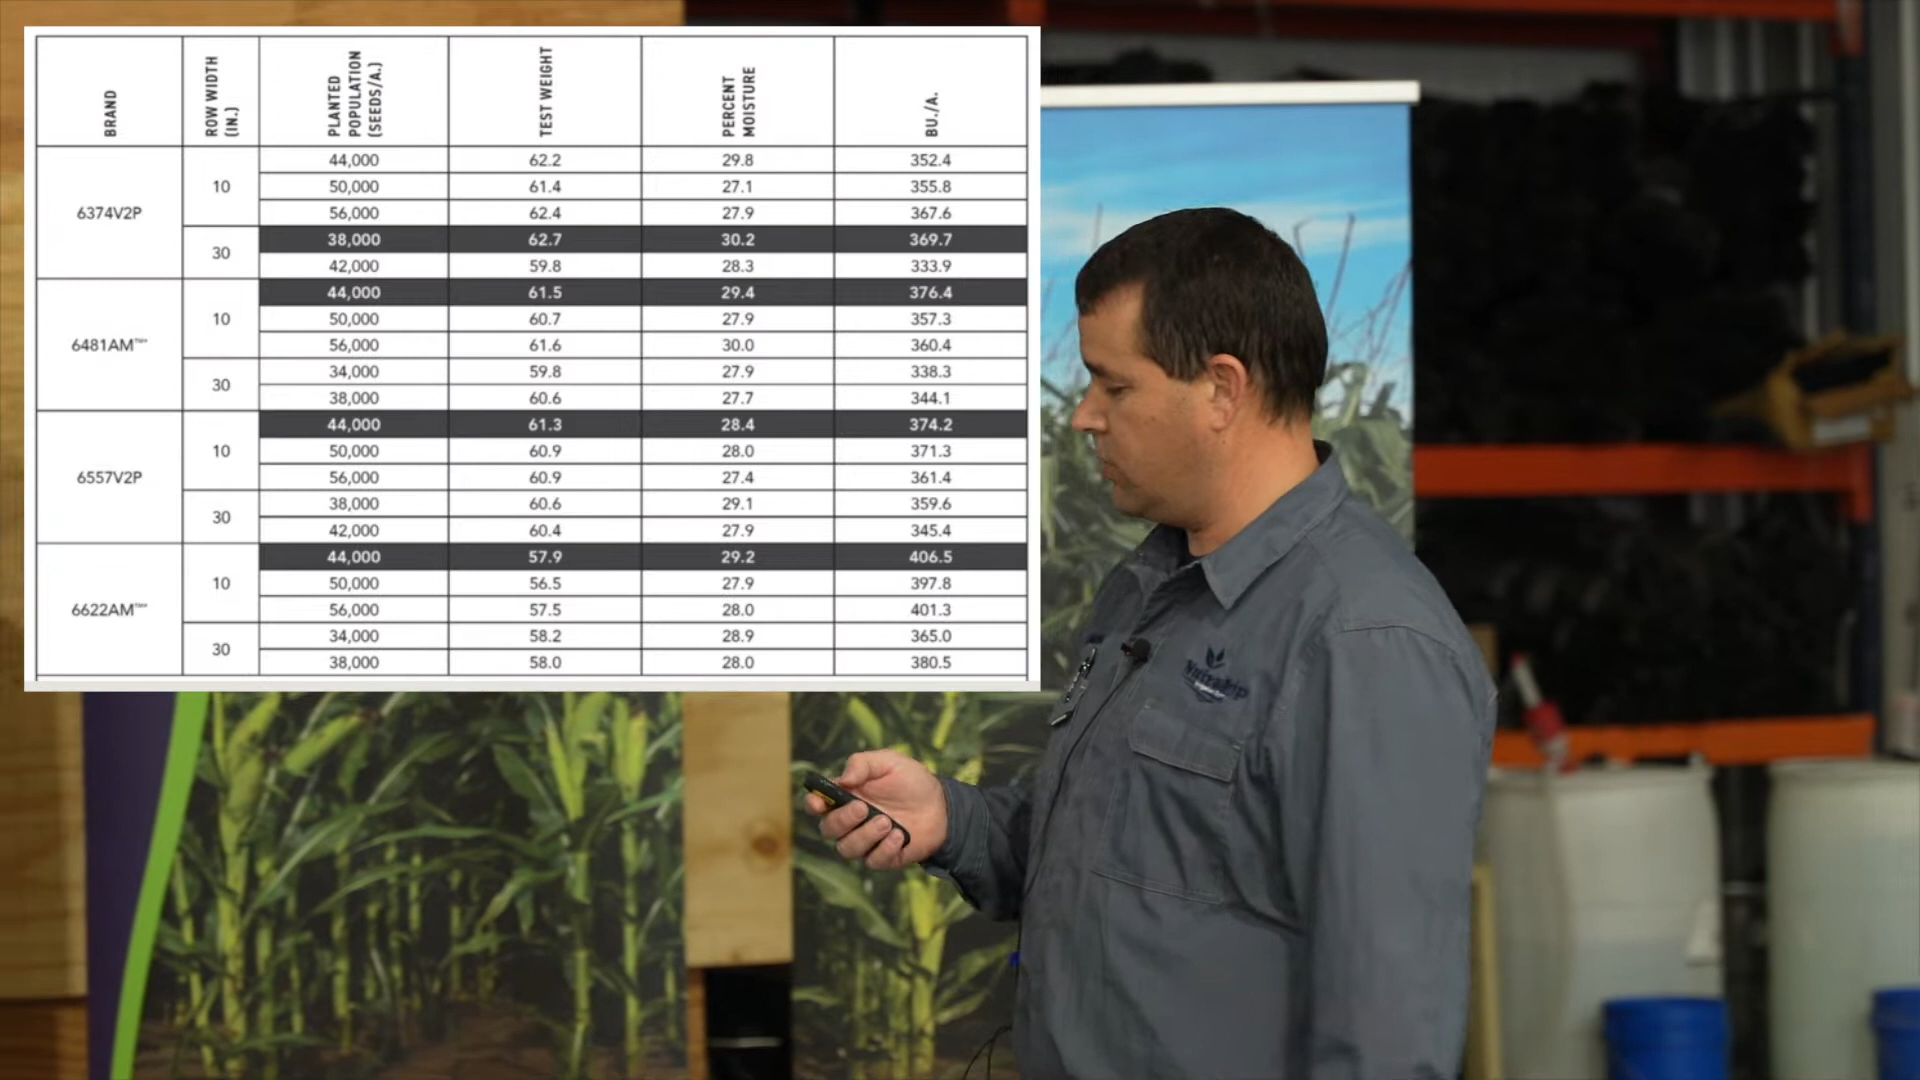 BRAND ROW WIDTH (IN.) PLANTED POPULATION (SEEDS/A.) TEST WEIGHT PERCENT MOISTURE BU./A.
6374V2P 10 44,000 62.2 29.8 352.4
50,000 61.4 27.1 355.8
56,000 62.4 27.9 367.6
30 38,000 62.7 30.2 369.7
42,000 59.8 28.3 333.9
6481AM™* 10 44,000 61.5 29.4 376.4
50,000 60.7 27.9 357.3
56,000 61.6 30.0 360.4
30 34,000 59.8 27.9 338.3
38,000 60.6 27.7 344.1
6557V2P 10 44,000 61.3 28.4 374.2
50,000 60.9 28.0 371.3
56,000 60.9 27.4 361.4
30 38,000 60.6 29.1 359.6
42,000 60.4 27.9 345.4
6622AM™* 10 44,000 57.9 29.2 406.5
50,000 56.5 27.9 397.8
56,000 57.5 28.0 401.3
30 34,000 58.2 28.9 365.0
38,000 58.0 28.0 380.5